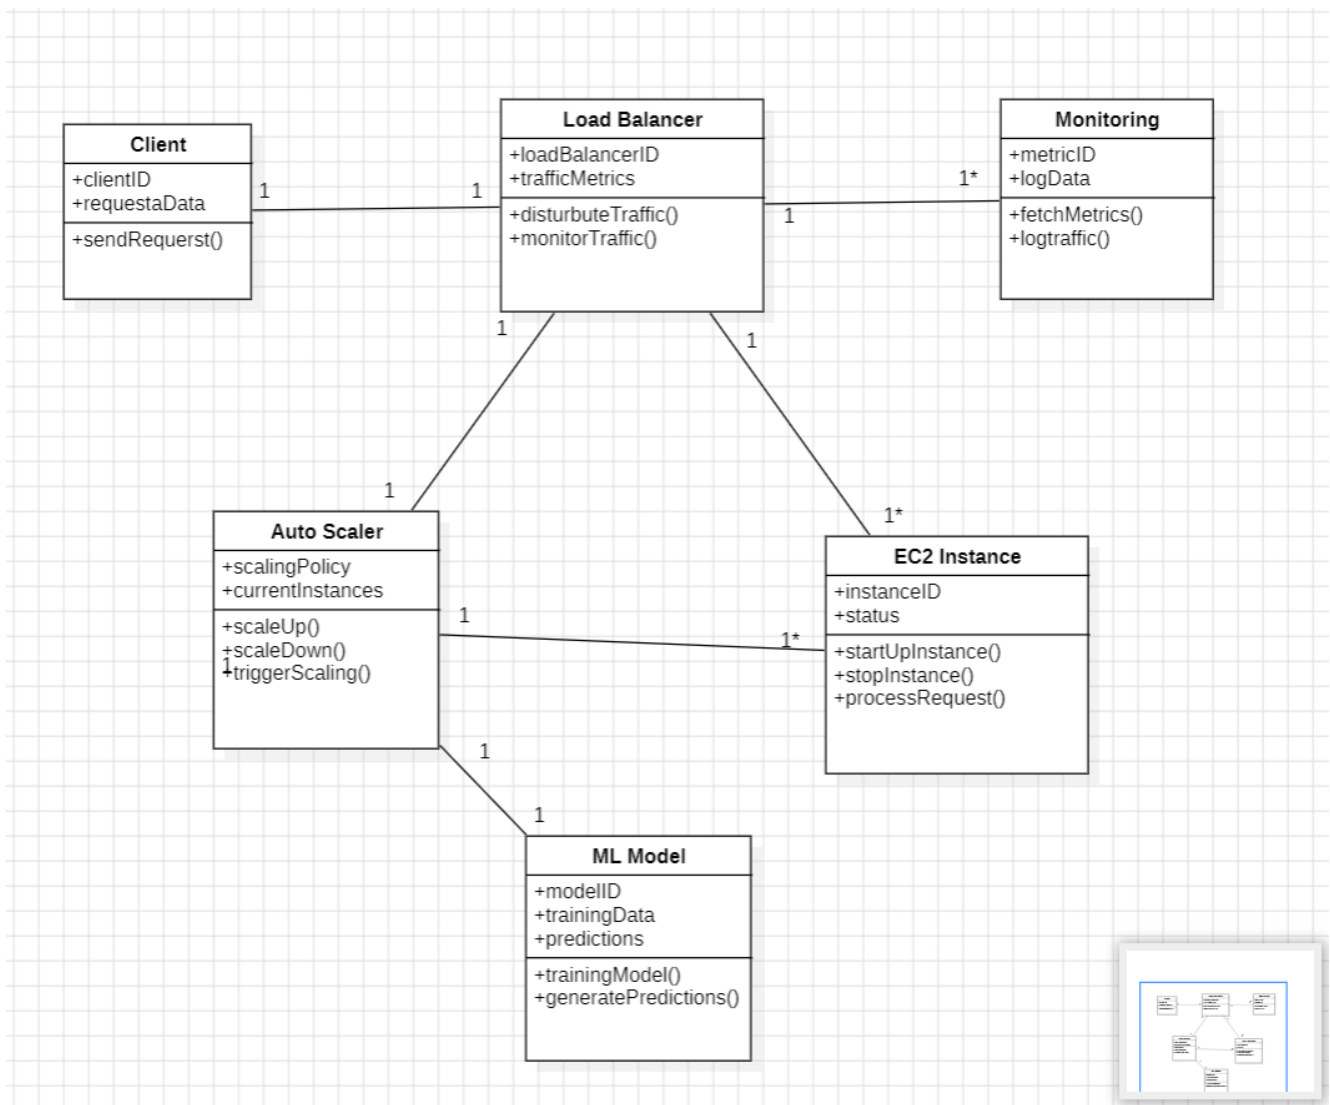 Client
+clientID
+requestaData
+sendRequerst()
1
1
Load Balancer
+loadBalancerID
+trafficMetrics
+disturbuteTraffic()
+monitorTraffic()
1*
1
Monitoring
+metricID
+logData
+fetchMetrics()
+logtraffic()
1
1
1
1*
Auto Scaler
+scalingPolicy
+currentInstances
+scaleUp()
+scaleDown()
1
+triggerScaling()
1
1*
EC2 Instance
+instanceID
+status
+startUpInstance()
+stopInstance()
+processRequest()
1
1
ML Model
+modelID
+trainingData
+predictions
+trainingModel()
+generatePredictions()